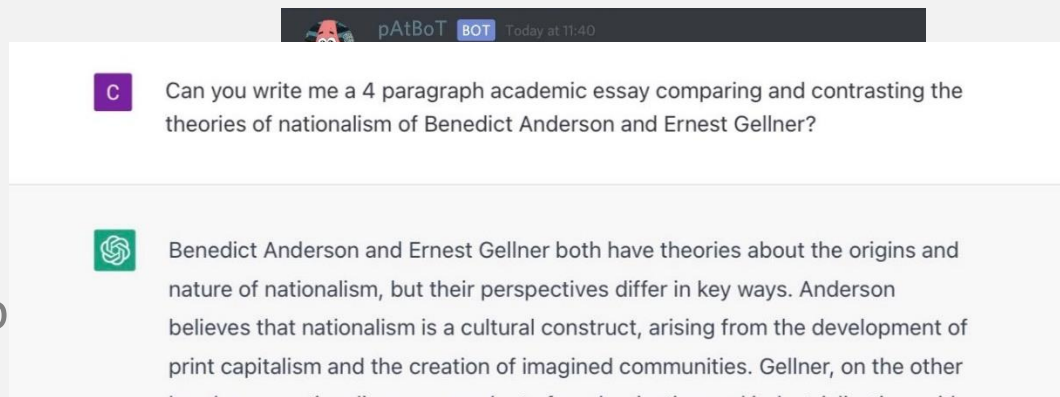 pAtBoT BOT Today at 11:40
C
Can you write me a 4 paragraph academic essay comparing and contrasting the
theories of nationalism of Benedict Anderson and Ernest Gellner?
Benedict Anderson and Ernest Gellner both have theories about the origins and
nature of nationalism, but their perspectives differ in key ways. Anderson
believes that nationalism is a cultural construct, arising from the development of
print capitalism and the creation of imagined communities. Gellner, on the other